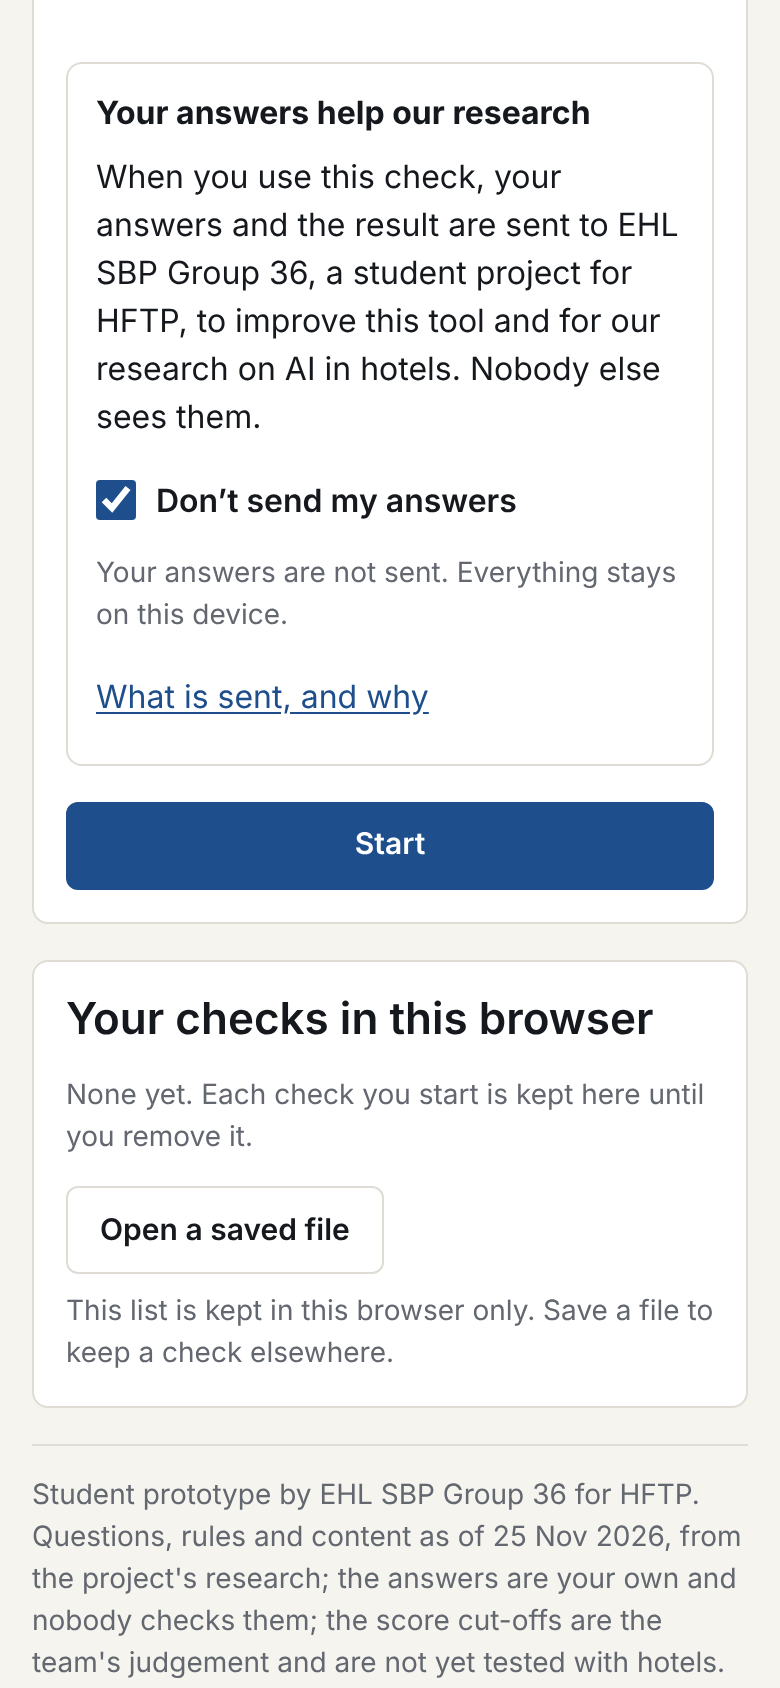 Your answers help our research
When you use this check, your
answers and the result are sent to EHL
SBP Group 36, a student project for
HFTP, to improve this tool and for our
research on AI in hotels. Nobody else
sees them.
Don’t send my answers
Your answers are not sent. Everything stays
on this device.
What is sent, and why
Start
Your checks in this browser
None yet. Each check you start is kept here until
you remove it.
Open a saved file
This list is kept in this browser only. Save a file to
keep a check elsewhere.
Student prototype by EHL SBP Group 36 for HFTP.
Questions, rules and content as of 25 Nov 2026, from
the project's research; the answers are your own and
nobody checks them; the score cut-offs are the
team's judgement and are not yet tested with hotels.